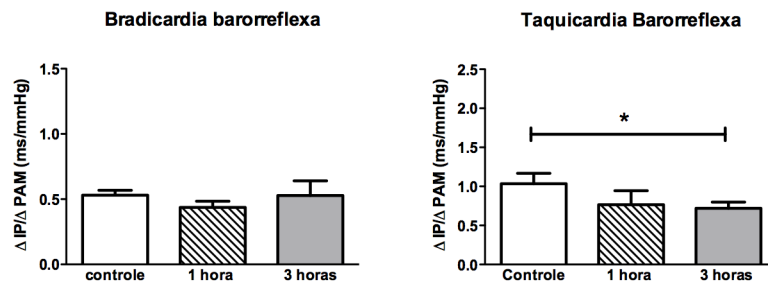 Bradicardia barorreflexa
Δ IP/Δ PAM (ms/mmHg)
1.5
1.0
0.5
0.0
controle 1 hora 3 horas
Taquicardia Barorreflexa
Δ IP/Δ PAM (ms/mmHg)
2.5
2.0
1.5
1.0
0.5
0.0
*
Controle 1 hora 3 horas